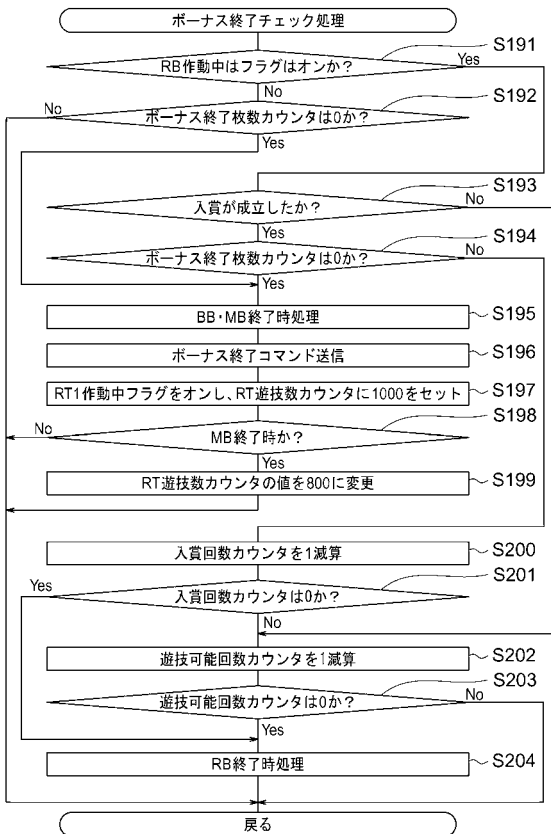 ボーナス終了チェック処理
S191
RB作動中はフラグはオンか？
Yes
No
S192
No
ボーナス終了枚数カウンタは0か？
Yes
S193
入賞が成立したか？
No
Yes
S194
ボーナス終了枚数カウンタは0か？
No
Yes
BB・MB終了時処理
S195
ボーナス終了コマンド送信
S196
RT1作動中フラグをオンし、RT遊技数カウンタに1000をセット
S197
S198
No
MB終了時か？
Yes
RT遊技数カウンタの値を800に変更
S199
入賞回数カウンタを1減算
S200
S201
Yes
入賞回数カウンタは0か？
No
遊技可能回数カウンタを1減算
S202
S203
遊技可能回数カウンタは0か？
No
Yes
RB終了時処理
S204
戻る